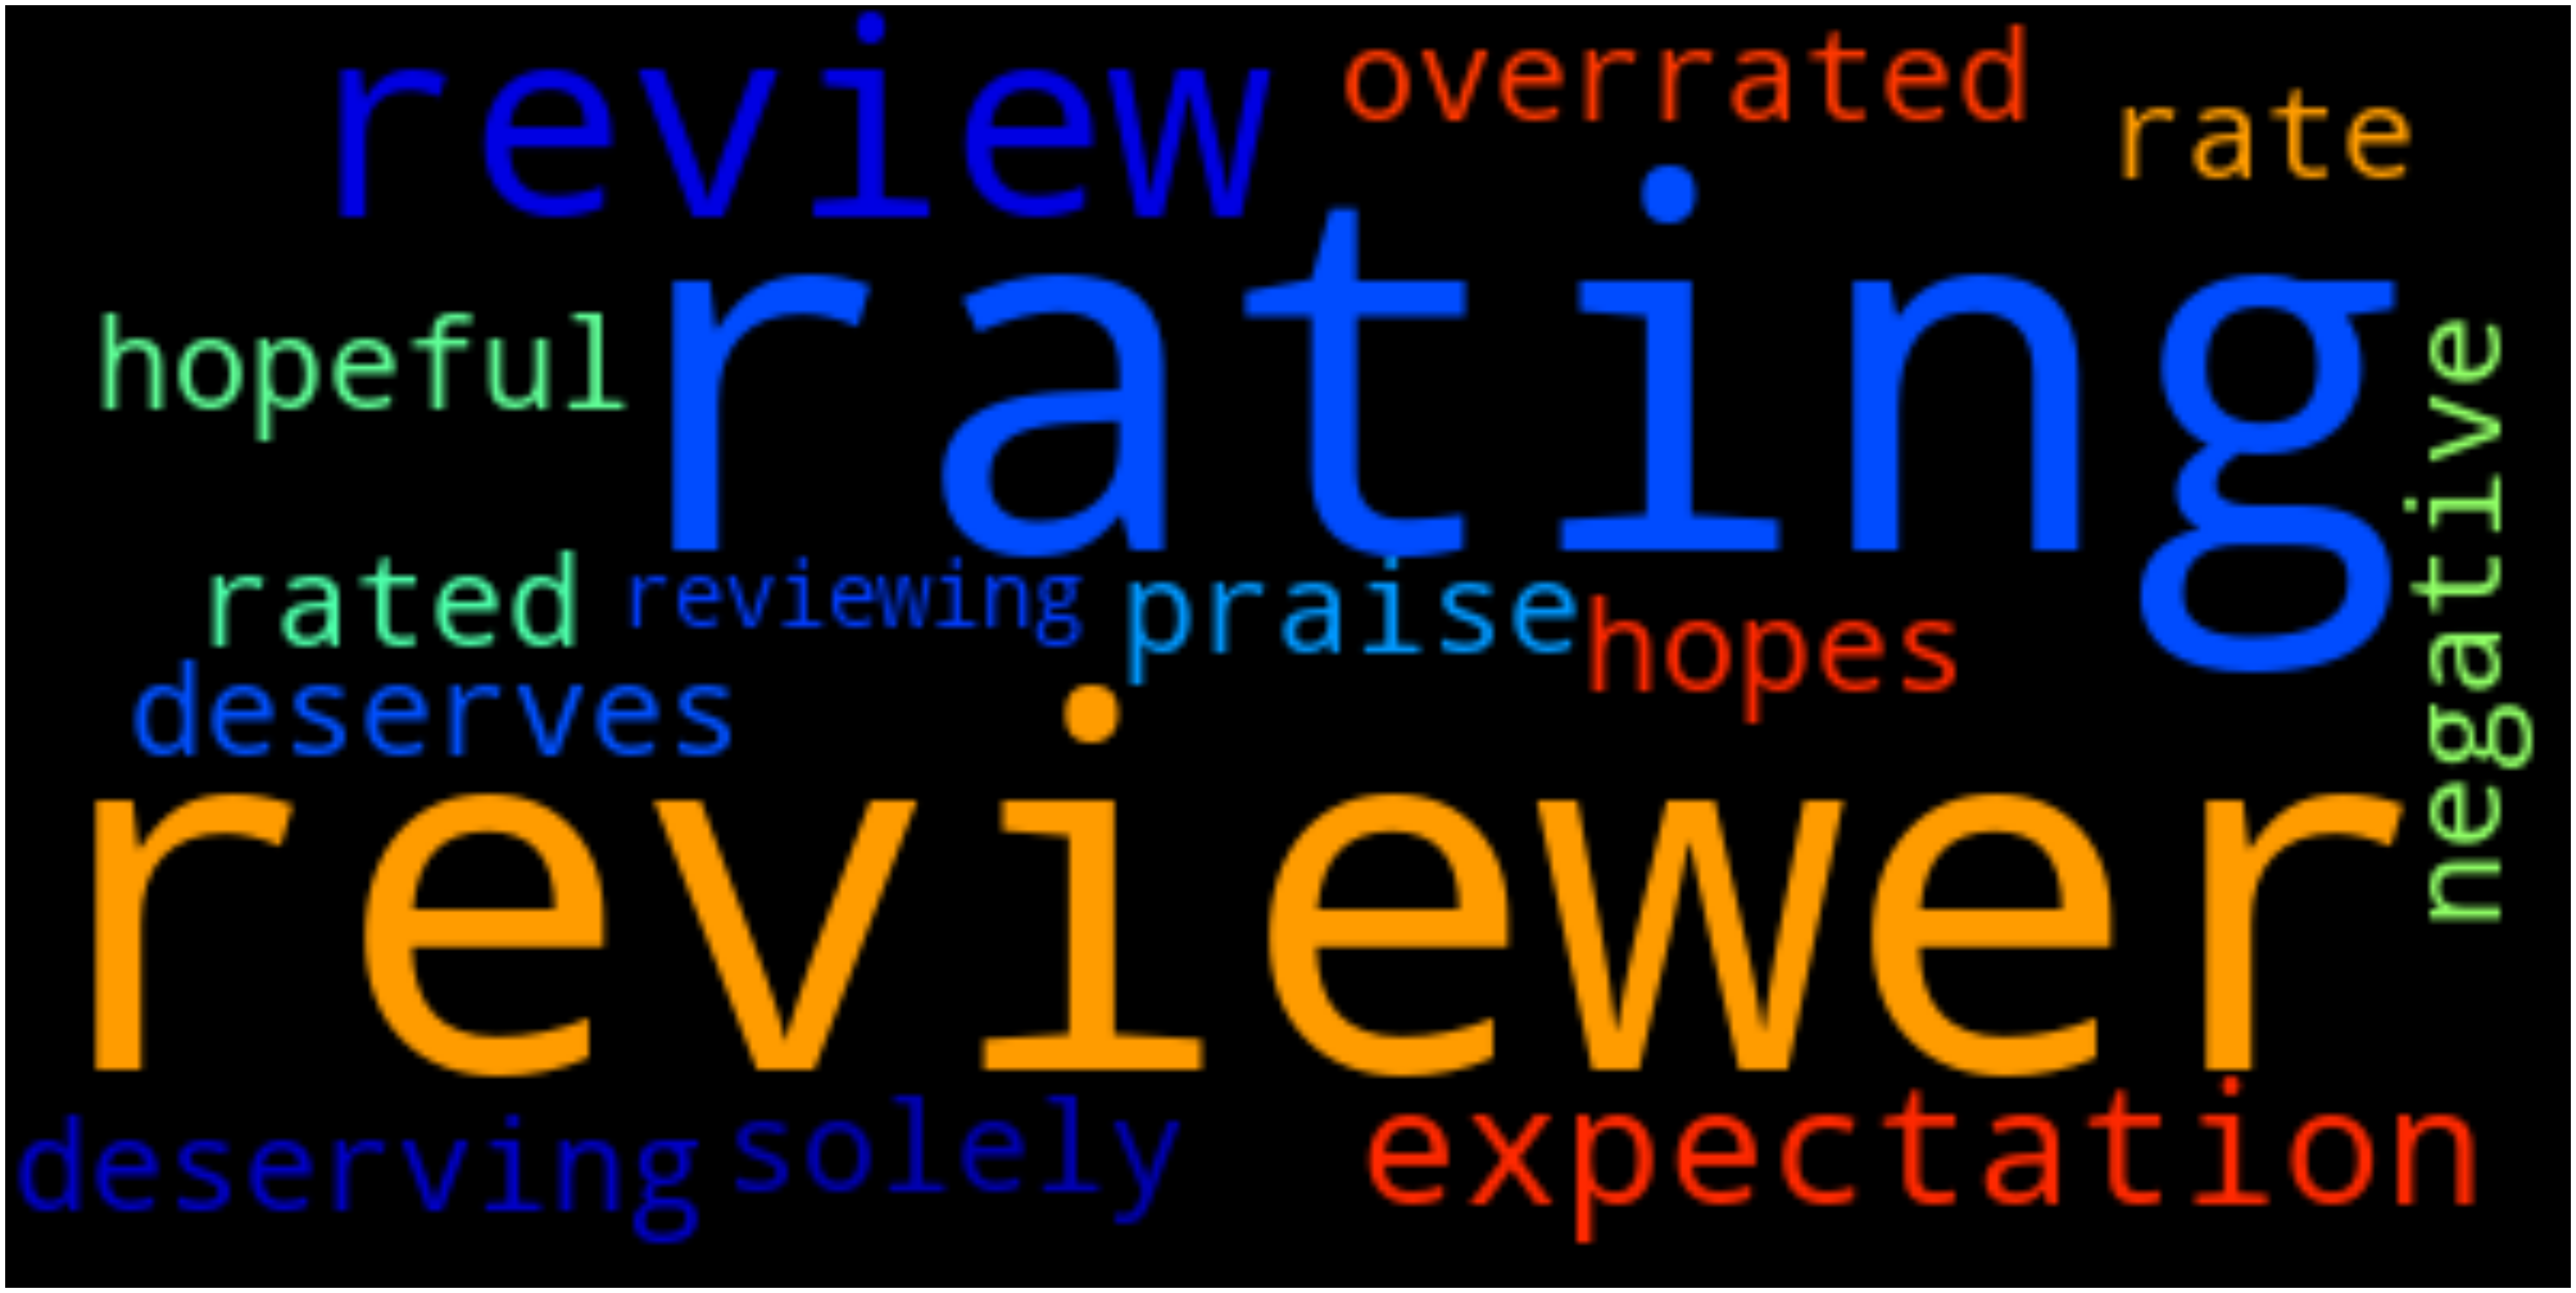 review
overrated
rate
rating
hopeful
negative
rated
reviewing
praise
hopes
deserves
reviewer
deserving
solely
expectation